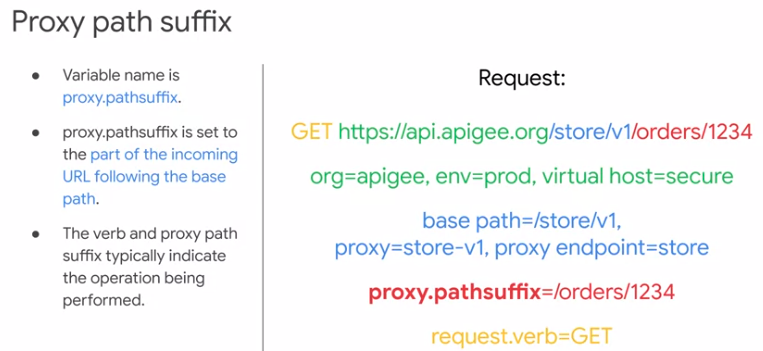 Proxy path suffix
● Variable name is
proxy.pathsuffix.
● proxy.pathsuffix is set to
the part of the incoming
URL following the base
path.
● The verb and proxy path
suffix typically indicate
the operation being
performed.
Request:
GET https://api.apigee.org/store/v1/orders/1234
org=apigee, env=prod, virtual host=secure
base path=/store/v1,
proxy=store-v1, proxy endpoint=store
proxy.pathsuffix=/orders/1234
request.verb=GET